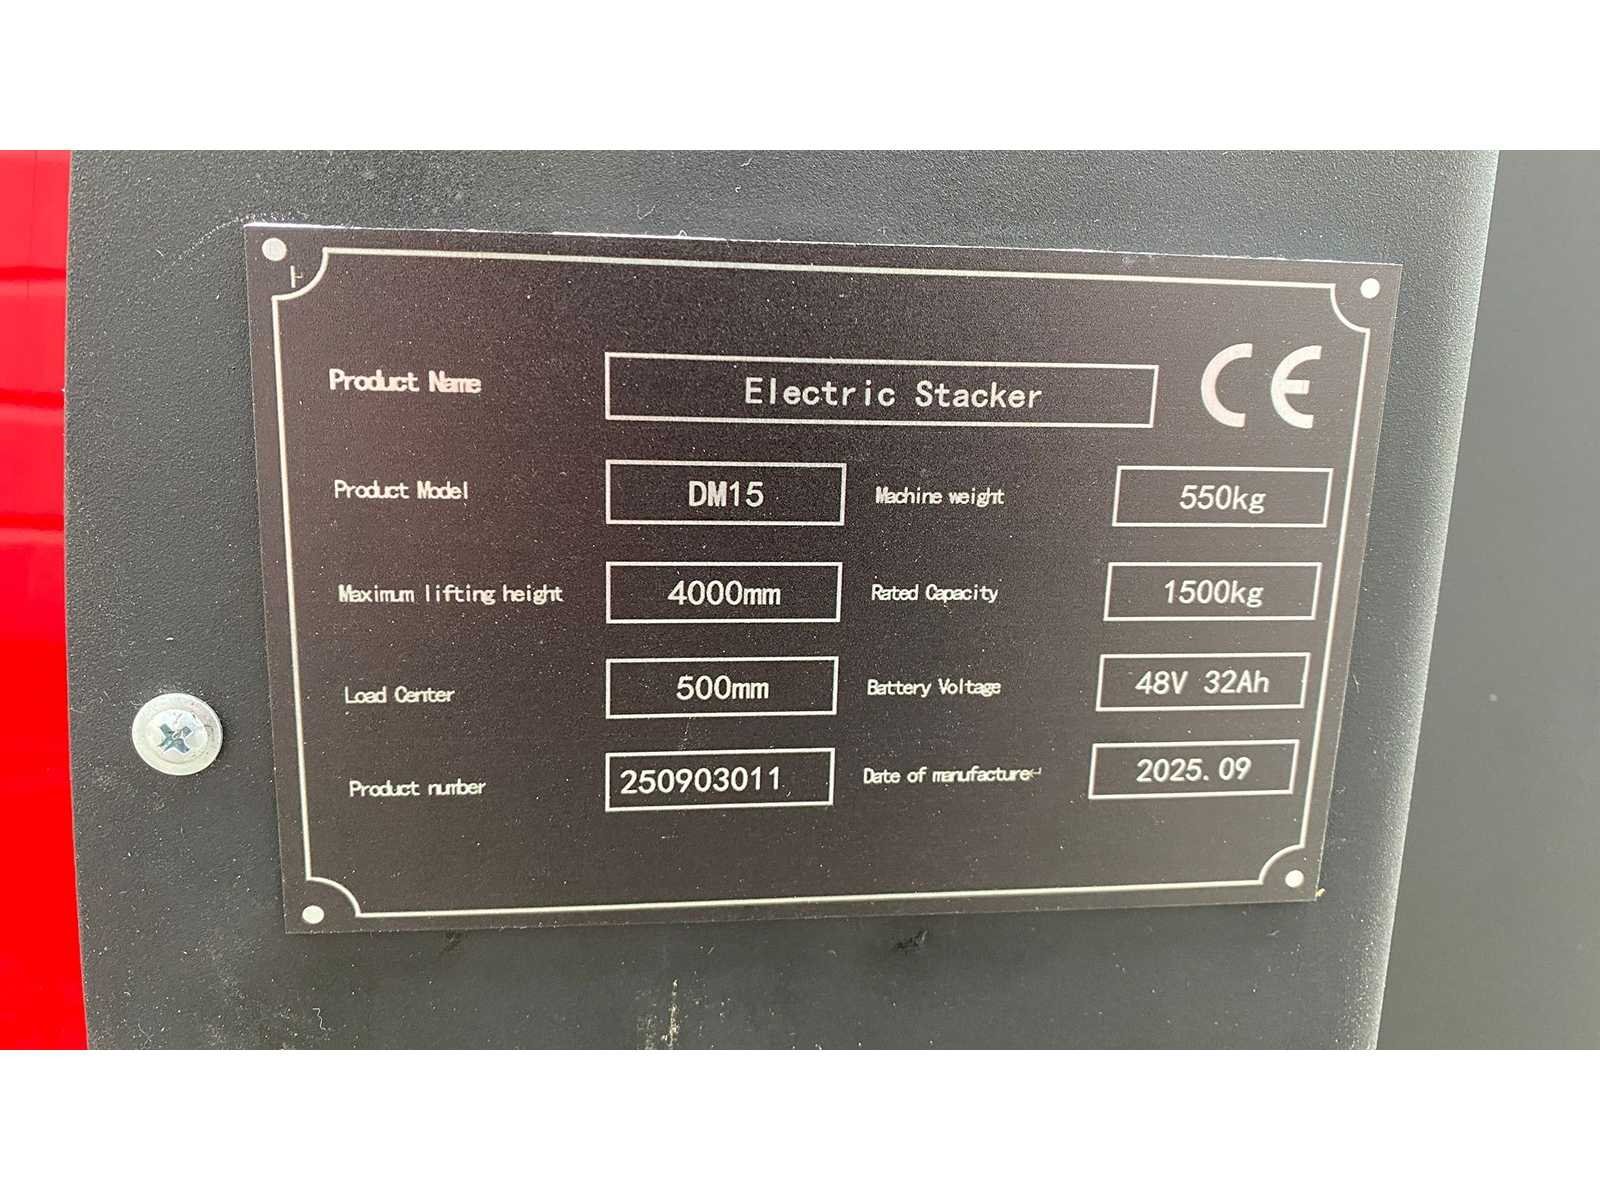 Product Name Electric Stacker CE
Product Model DM15 Machine weight 550kg
Maximum lifting height 4000mm Rated Capacity 1500kg
Load Center 500mm Battery Voltage 48V 32Ah
Product number 250903011 Date of manufacture↵ 2025.09